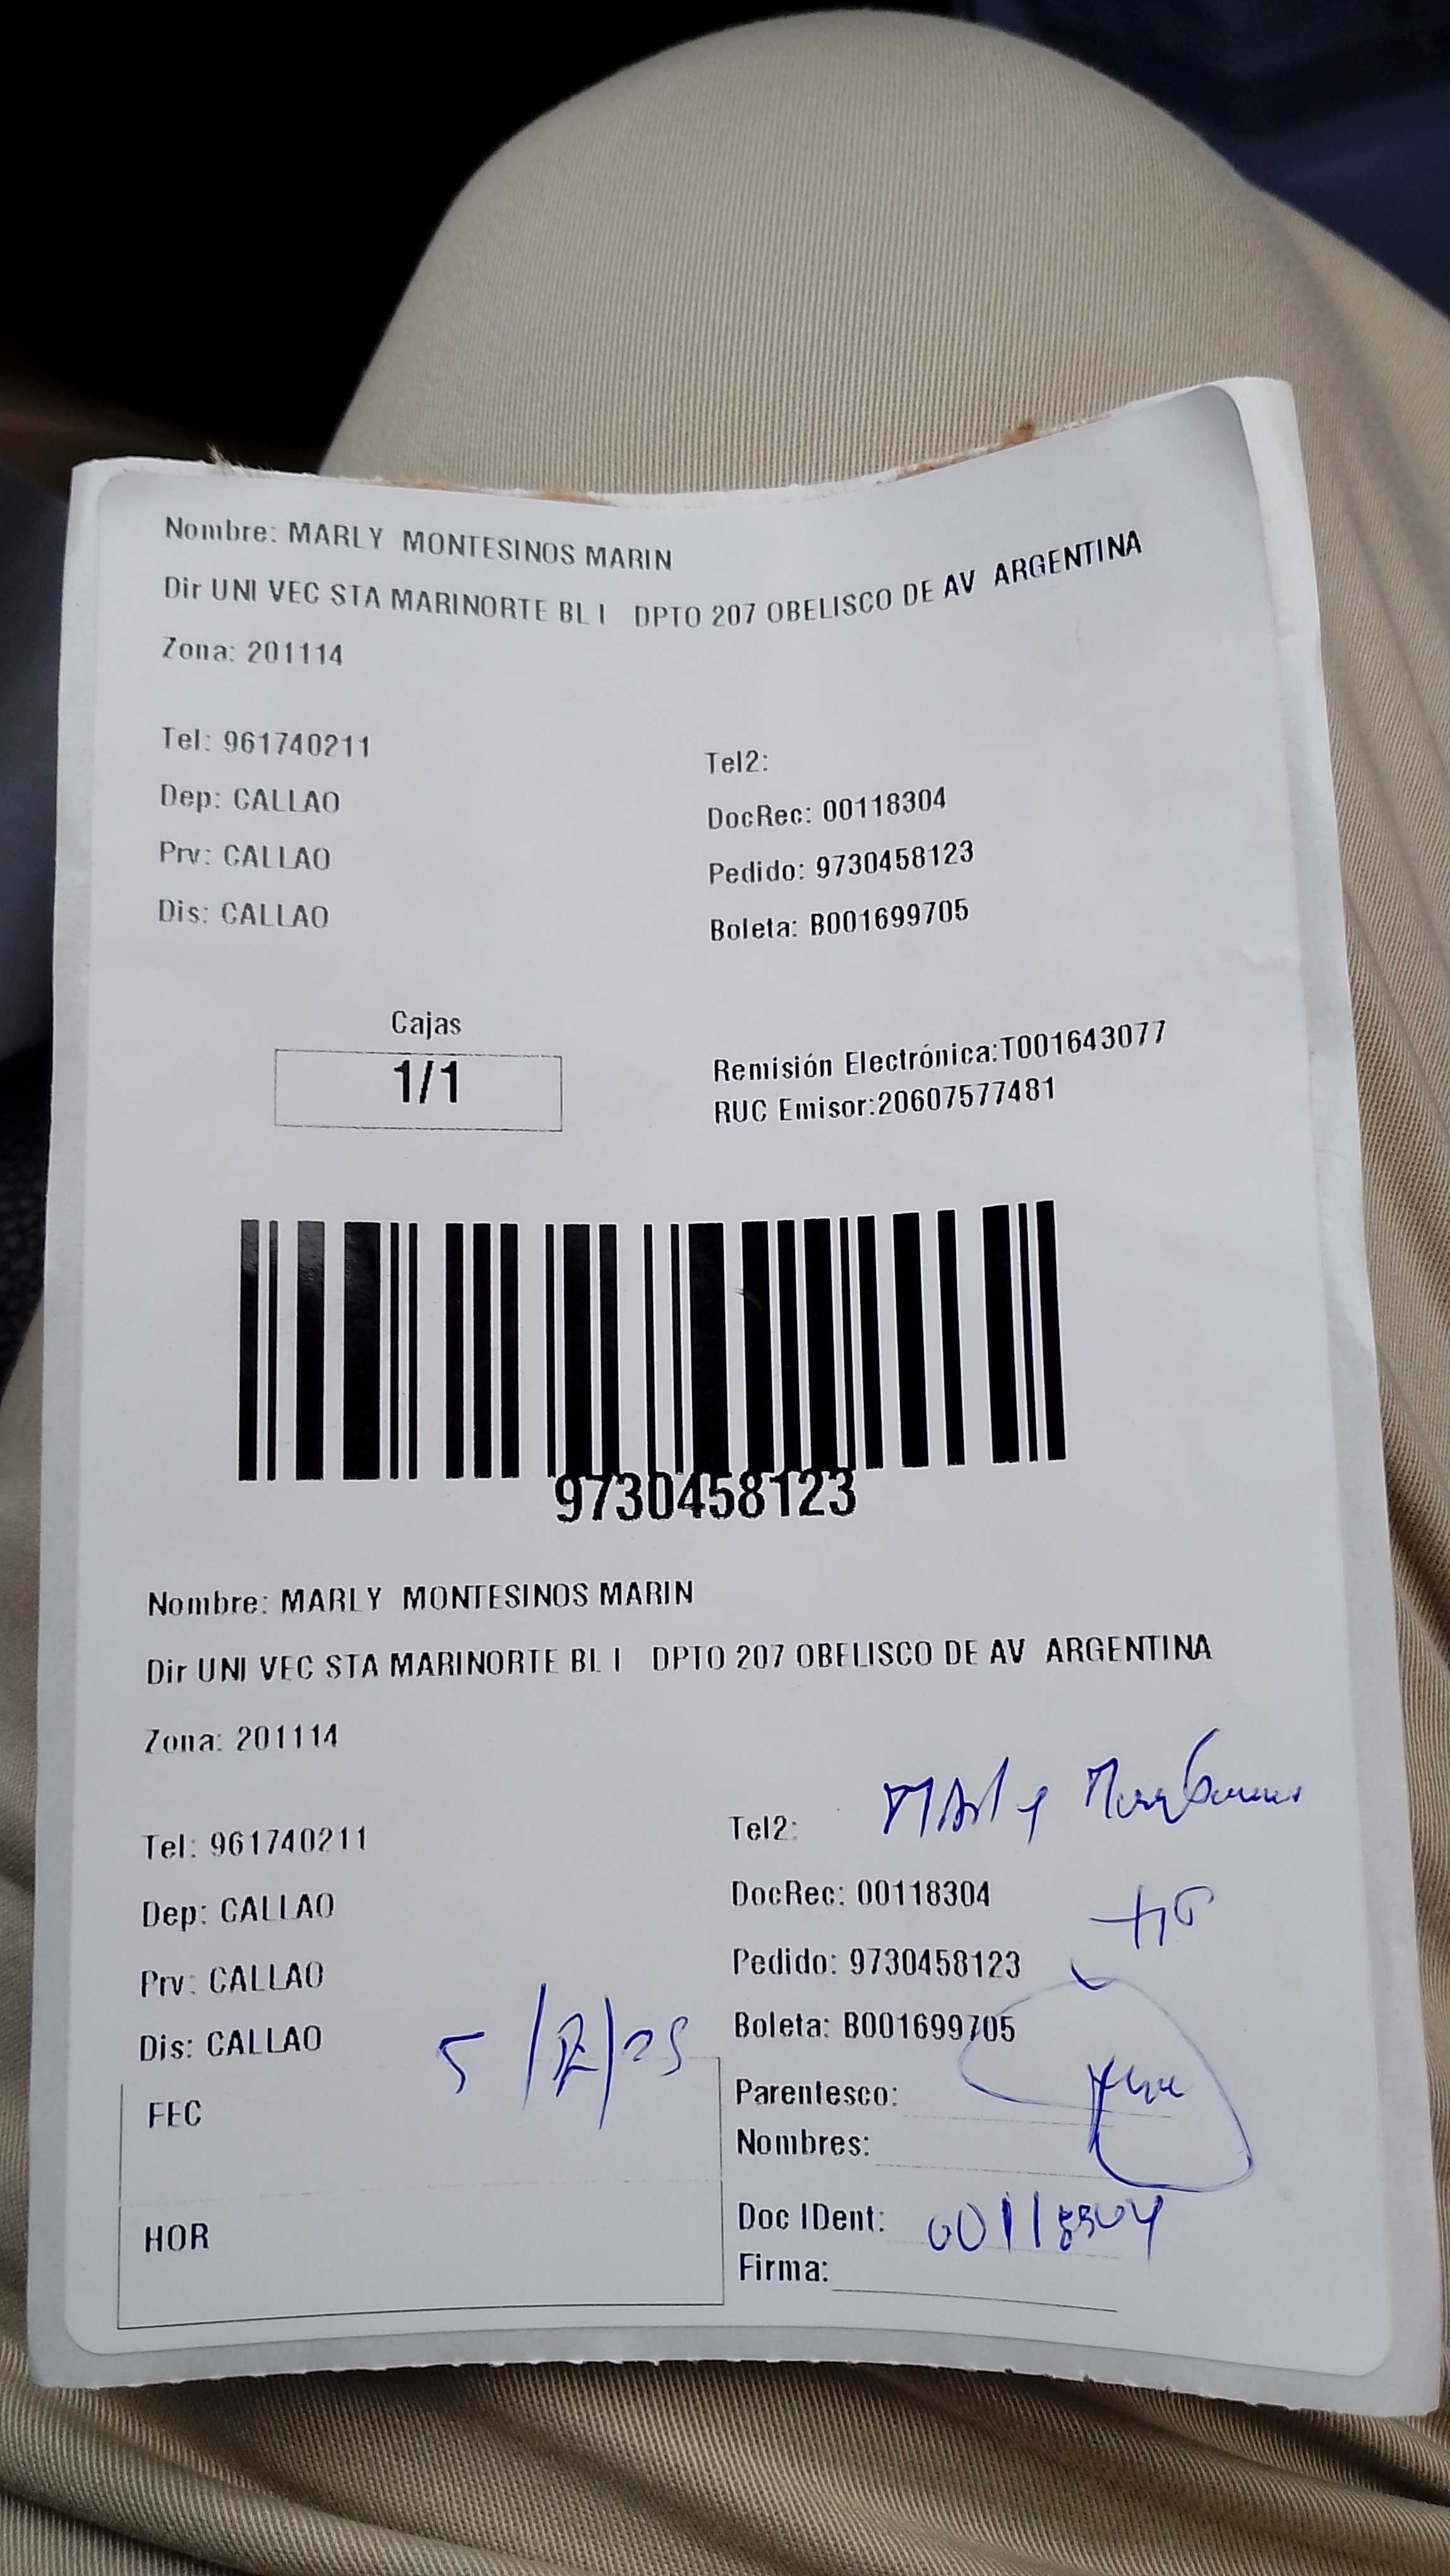 Nombre: MARLY MONTESINOS MARIN
Dir UNI VEC STA MARINORTE BL I DPTO 207 OBELISCO DE AV ARGENTINA
Zona: 201114
Tel: 961740211
Tel2:
Dep: CALLAO
DocRec: 00118304
Prv: CALLAO
Pedido: 9730458123
Dis: CALLAO
Boleta: B001699705
Cajas
1/1
Remisión Electrónica:T001643077
RUC Emisor:20607577481
9730458123
Nombre: MARLY MONTESINOS MARIN
Dir UNI VEC STA MARINORTE BL I DPTO 207 OBELISCO DE AV ARGENTINA
Zona: 201114
Marly
Tel: 961740211
Tel2:
Dep: CALLAO
DocRec: 00118304
Prv: CALLAO
Pedido: 9730458123
Dis: CALLAO
Boleta: B001699705
FEC
Parentesco:
Nombres:
HOR
Doc IDent:
Firma: